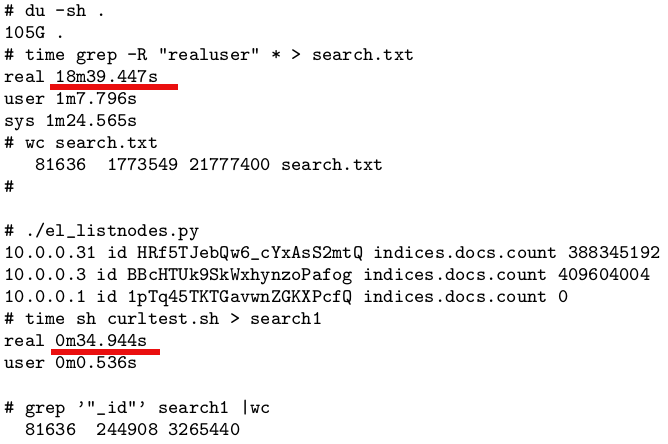 # du -sh .
105G .
# time grep -R "realuser" * > search.txt
real 18m39.447s
user 1m7.796s
sys 1m24.565s
# wc search.txt
81636 1773549 21777400 search.txt
#
# ./el_listnodes.py
10.0.0.31 id HRf5TJebQw6_cYxAsS2mtQ indices.docs.count 388345192
10.0.0.3 id BBcHTUk9SkWxhynzoPafog indices.docs.count 409604004
10.0.0.1 id 1pTq45TKTGavwnZGKXPcfQ indices.docs.count 0
# time sh curltest.sh > search1
real 0m34.944s
user 0m0.536s
# grep '"_id"' search1 |wc
81636 244908 3265440